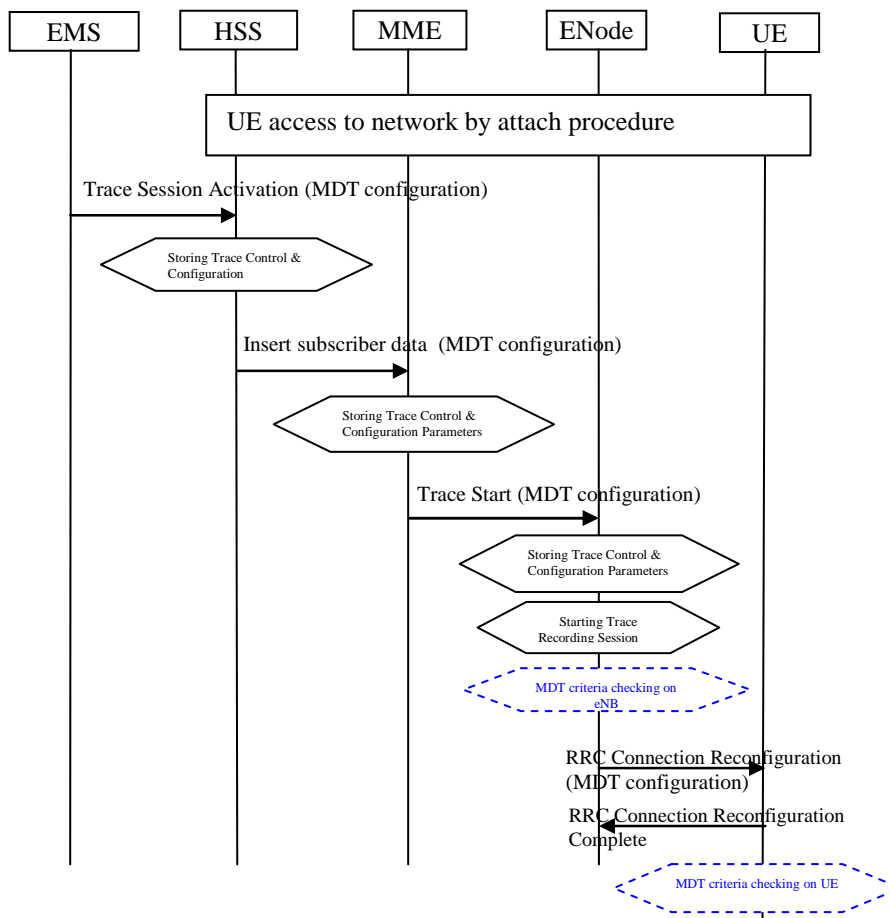 EMS
HSS
MME
ENode
UE
UE access to network by attach procedure
Trace Session Activation (MDT configuration)
Storing Trace Control &
Configuration
Insert subscriber data (MDT configuration)
Storing Trace Control &
Configuration Parameters
Trace Start (MDT configuration)
Storing Trace Control &
Configuration Parameters
Starting Trace
Recording Session
MDT criteria checking on
eNB
RRC Connection Reconfiguration
(MDT configuration)
RRC Connection Reconfiguration
Complete
MDT criteria checking on UE